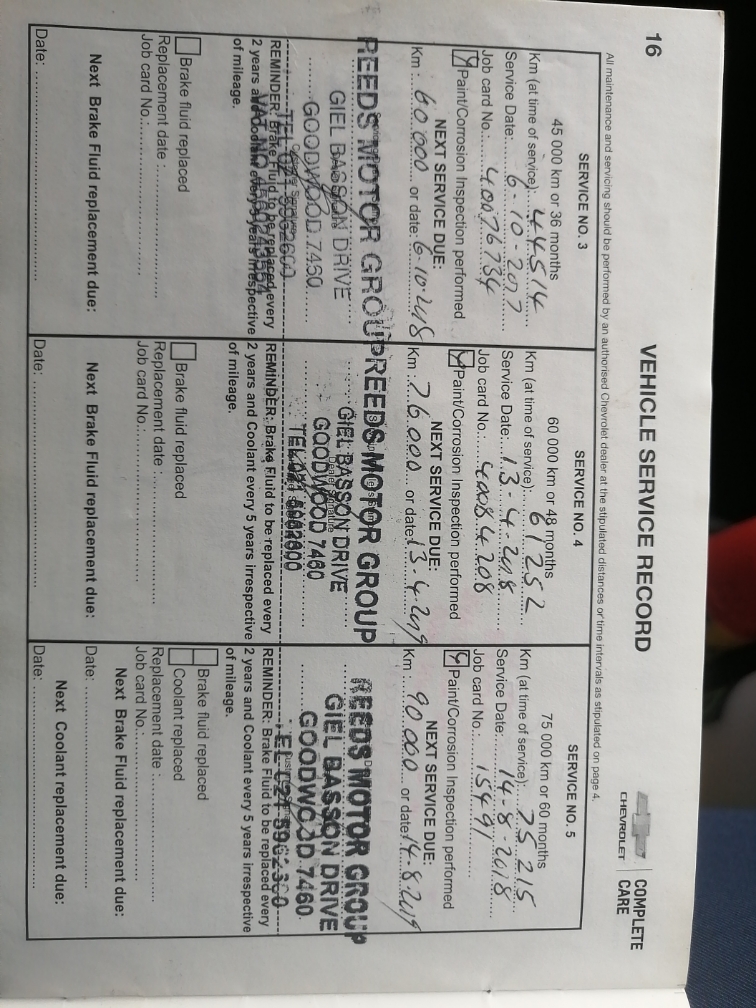 16
VEHICLE SERVICE RECORD
CHEVROLET
COMPLETE
CARE
All maintenance and servicing should be performed by an authorised Chevrolet dealer at the stipulated distances or time intervals as stipulated on page 4.
SERVICE NO. 3
45 000 km or 36 months
Km (at time of service): 44514
Service Date: 6-10-2017
Job card No.: 40076734
Paint/Corrosion Inspection performed
NEXT SERVICE DUE:
Km: 60000 or date: 6-10-2018
REEDS MOTOR GROUP
GIEL BASSON DRIVE
GOODWOOD 7460
TEL 021 5962600
REMINDER: Brake Fluid to be replaced every
2 years and Coolant every 5 years irrespective
of mileage.
Brake fluid replaced
Replacement date:
Job card No.:
Next Brake Fluid replacement due:
Date:
SERVICE NO. 4
60 000 km or 48 months
Km (at time of service): 61252
Service Date: 13-4-2018
Job card No.: 40084208
Paint/Corrosion Inspection performed
NEXT SERVICE DUE:
Km: 76000 or date: 13-4-2019
REEDS MOTOR GROUP
GIEL BASSON DRIVE
GOODWOOD 7460
REMINDER: Brake Fluid to be replaced every
2 years and Coolant every 5 years irrespective
of mileage.
Brake fluid replaced
Replacement date:
Job card No.:
Next Brake Fluid replacement due:
Date:
SERVICE NO. 5
75 000 km or 60 months
Km (at time of service): 75215
Service Date: 14-8-2018
Job card No. 15491
Paint/Corrosion Inspection performed
NEXT SERVICE DUE:
Km: 90000 or date: 14-8-2019
REEDS MOTOR GROUP
GIEL BASSON DRIVE
GOODWOOD 7460
REMINDER: Brake Fluid to be replaced every
2 years and Coolant every 5 years irrespective
of mileage.
Brake fluid replaced
Coolant replaced
Replacement date:
Job card No.:
Next Brake Fluid replacement due:
Date:
Next Coolant replacement due:
Date: